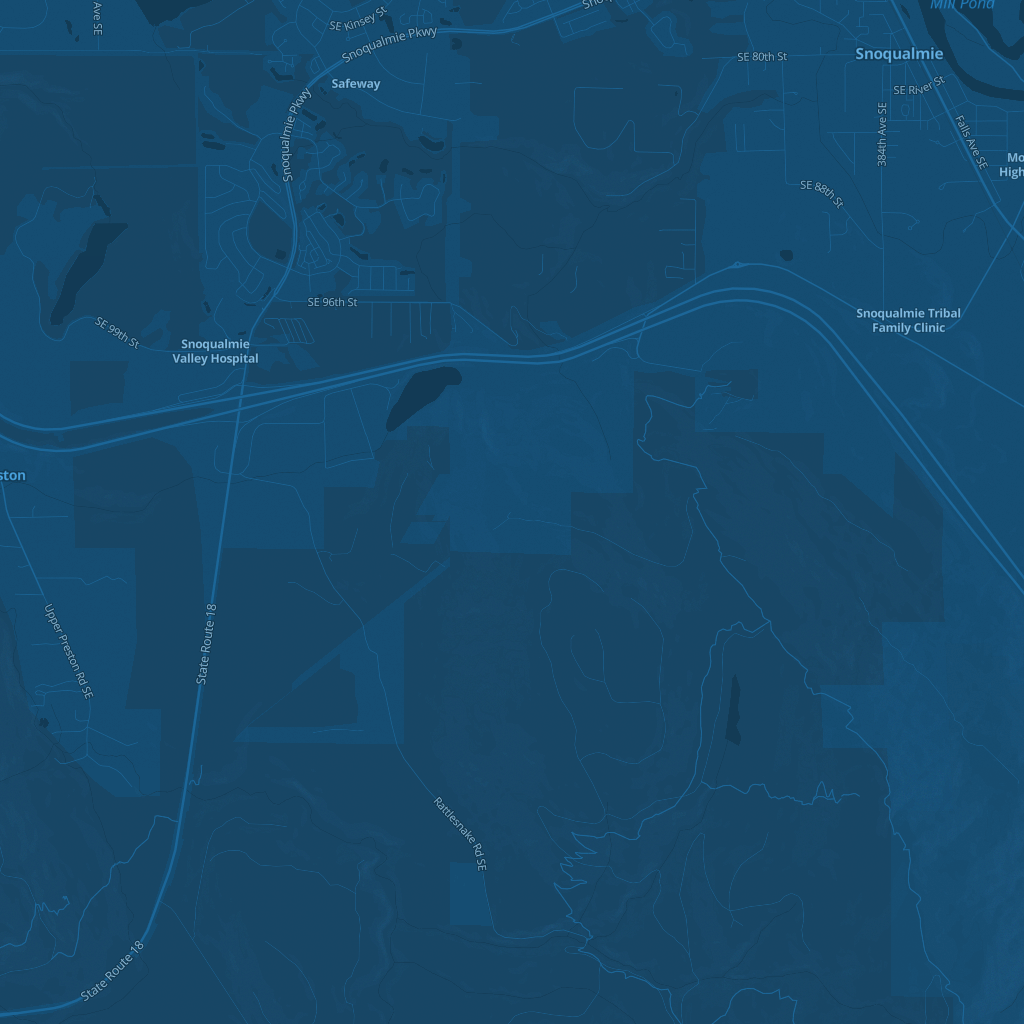 Mill Pond
Ave SE
SE Kinsey St
Snoqualmie Pkwy
SE 80th St
Snoqualmie
Safeway
SE River St
Snoqualmie Pkwy
384th Ave SE
Falls Ave SE
SE 88th St
SE 96th St
SE 99th St
Snoqualmie
Valley Hospital
Snoqualmie Tribal
Family Clinic
Upper Preston Rd SE
State Route 18
Rattlesnake Rd SE
State Route 18